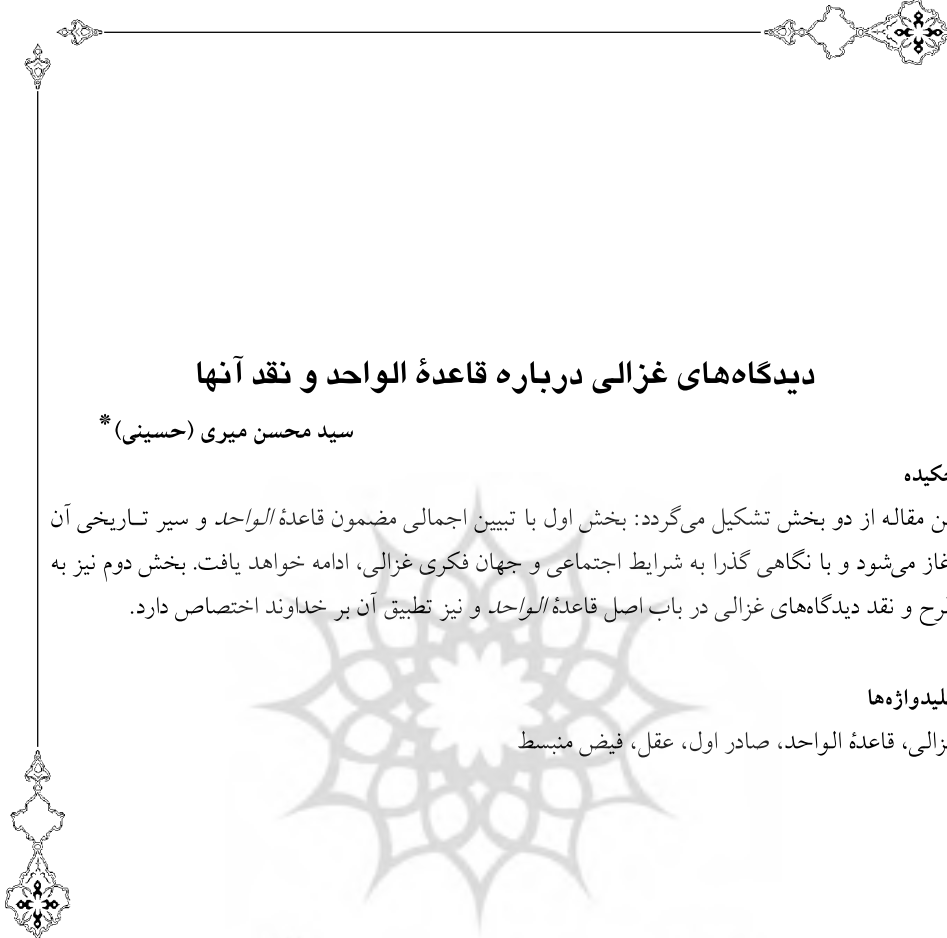 دیدگاه‌های غزالی درباره قاعدهٔ الواحد و نقد آنها
سید محسن میری (حسینی)*
چکیده
ن مقاله از دو بخش تشکیل می‌گردد: بخش اول با تبیین اجمالی مضمون قاعدهٔ الواحد و سیر تـاریخی آن
غاز می‌شود و با نگاهی گذرا به شرایط اجتماعی و جهان فکری غزالی، ادامه خواهد یافت. بخش دوم نیز به
رح و نقد دیدگاه‌های غزالی در باب اصل قاعدهٔ الواحد و نیز تطبیق آن بر خداوند اختصاص دارد.
لیدواژه‌ها
زالی، قاعدهٔ الواحد، صادر اول، عقل، فیض منبسط